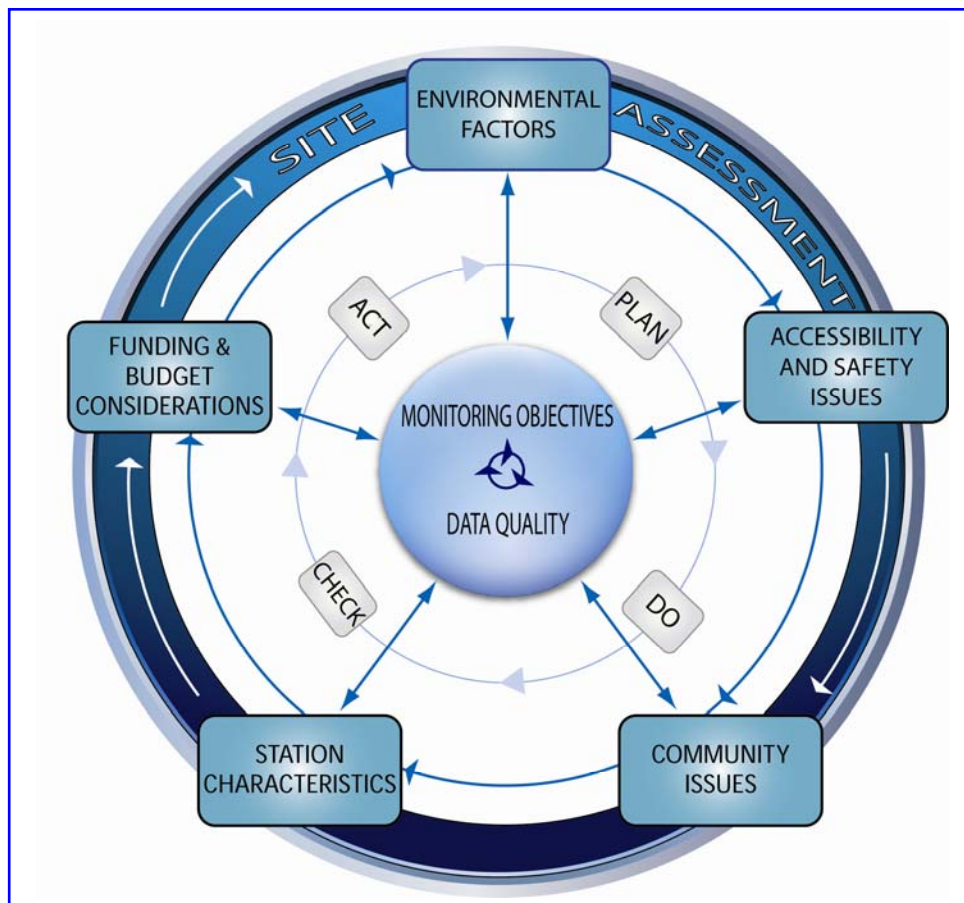 SITE
ASSESSMENT
ENVIRONMENTAL
FACTORS
ACT
PLAN
FUNDING &
BUDGET
CONSIDERATIONS
ACCESSIBILITY
AND SAFETY
ISSUES
MONITORING OBJECTIVES
DATA QUALITY
CHECK
DO
STATION
CHARACTERISTICS
COMMUNITY
ISSUES